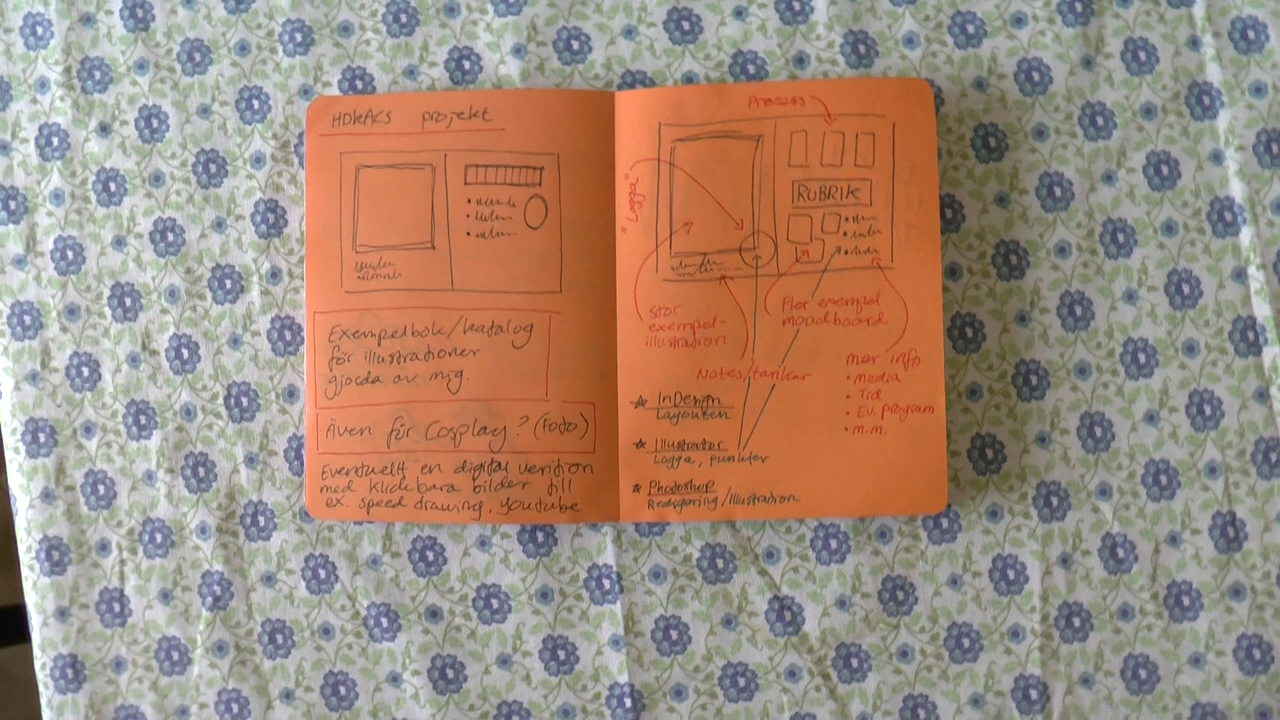 projekt
Exempelbok/katalog
för illustrationer
gjorda av mig.
Även för Cosplay? (Foto)
Eventuellt en digital version
med klickbara bilder till
ex. speed drawing, youtube
Process
"Logga"
RUBRIK
Stor
exempel-
illustration
Fler exempel
moodboard
Notes/tankar
mer info
• media
• Tid
• Ev. program
• m.m.
InDesign
Layouten
Illustrator
Logga, punkter
Photoshop
Redigering/Illustration